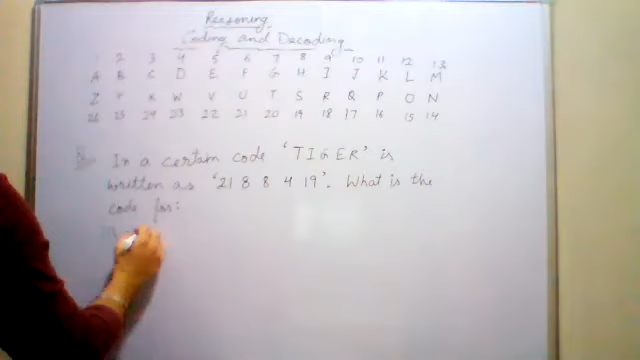 Reasoning
Coding and Decoding
2 3 4 5 6 7 8 9 10 11 12 13
A B C D E F G H I J K L M
Z Y X W V U T S R Q P O N
26 25 24 23 22 21 20 19 18 17 16 15 14
In a certain code 'TIGER' is
written as '21 8 8 4 19'. What is the
code for: